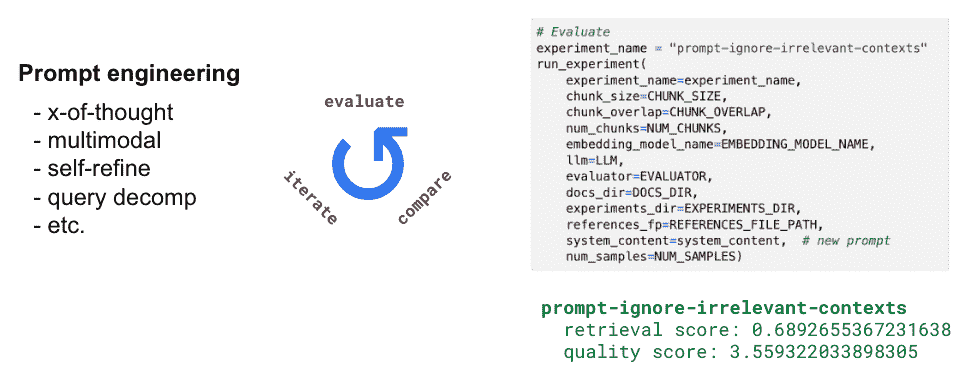 Prompt engineering
- x-of-thought
- multimodal
- self-refine
- query decomp
- etc.
evaluate
iterate
compare
# Evaluate
experiment_name = "prompt-ignore-irrelevant-contexts"
run_experiment(
    experiment_name=experiment_name,
    chunk_size=CHUNK_SIZE,
    chunk_overlap=CHUNK_OVERLAP,
    num_chunks=NUM_CHUNKS,
    embedding_model_name=EMBEDDING_MODEL_NAME,
    llm=LLM,
    evaluator=EVALUATOR,
    docs_dir=DOCS_DIR,
    experiments_dir=EXPERIMENTS_DIR,
    references_fp=REFERENCES_FILE_PATH,
    system_content=system_content,  # new prompt
    num_samples=NUM_SAMPLES)
prompt-ignore-irrelevant-contexts
retrieval score: 0.6892655367231638
quality score: 3.559322033898305